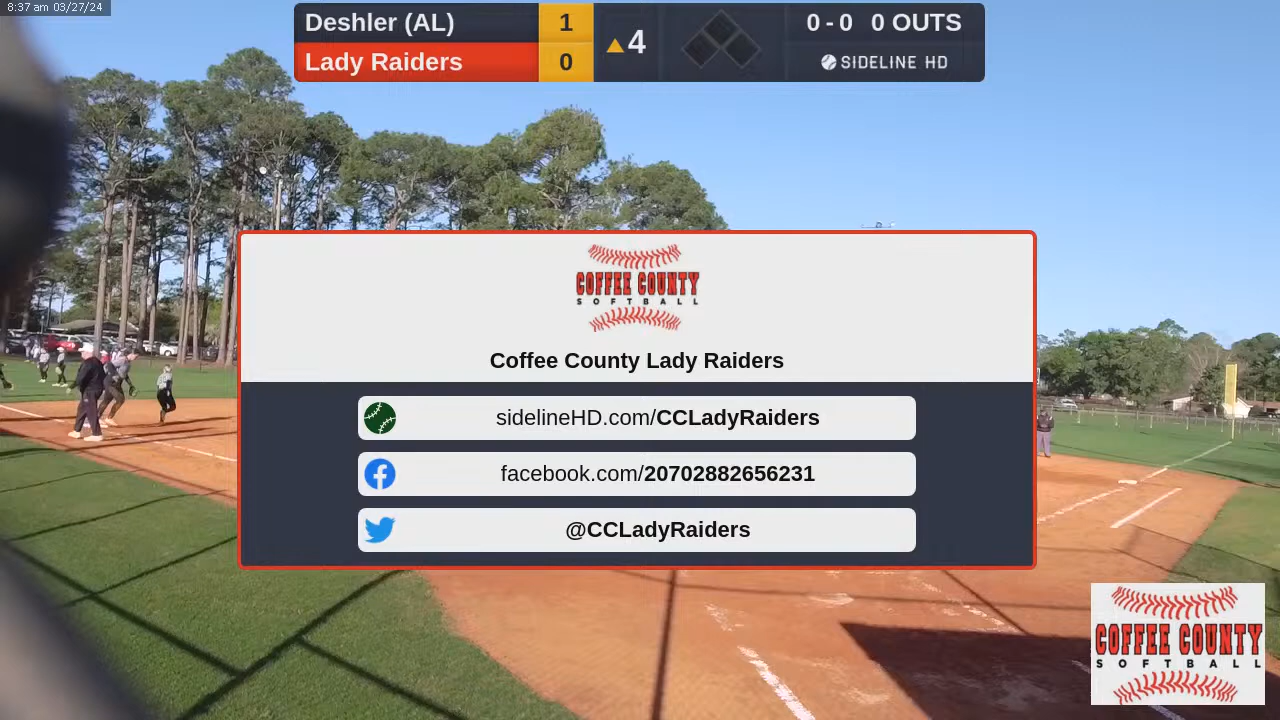 8:37 am 03/27/24
Deshler (AL) 1
Lady Raiders 0
▲4
0 - 0 0 OUTS
SIDELINE HD
COFFEE COUNTY
SOFTBALL
Coffee County Lady Raiders
sidelineHD.com/CCLadyRaiders
facebook.com/20702882656231
@CCLadyRaiders
COFFEE COUNTY
SOFTBALL